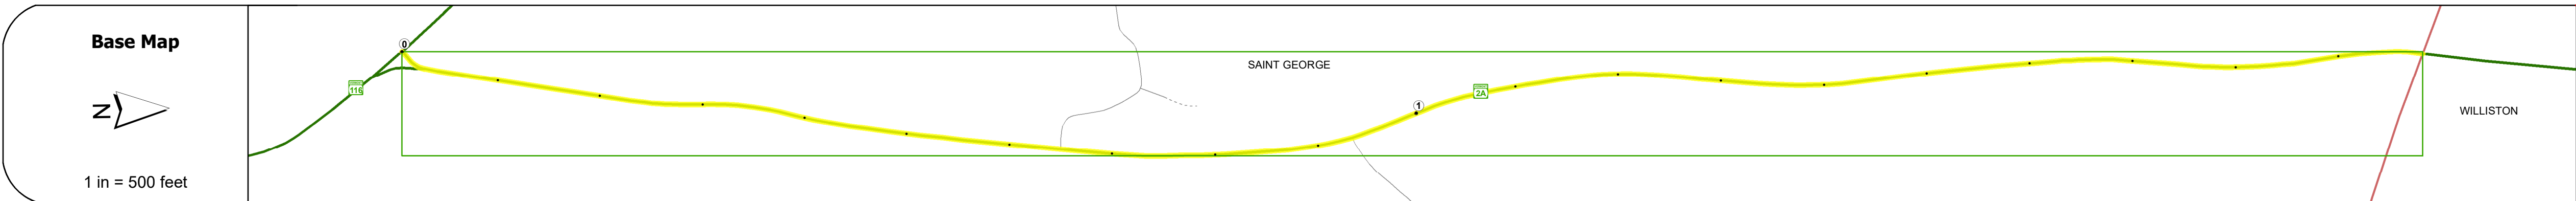 Base Map
N
1 in = 500 feet
0
116
SAINT GEORGE
1
2A
WILLISTON